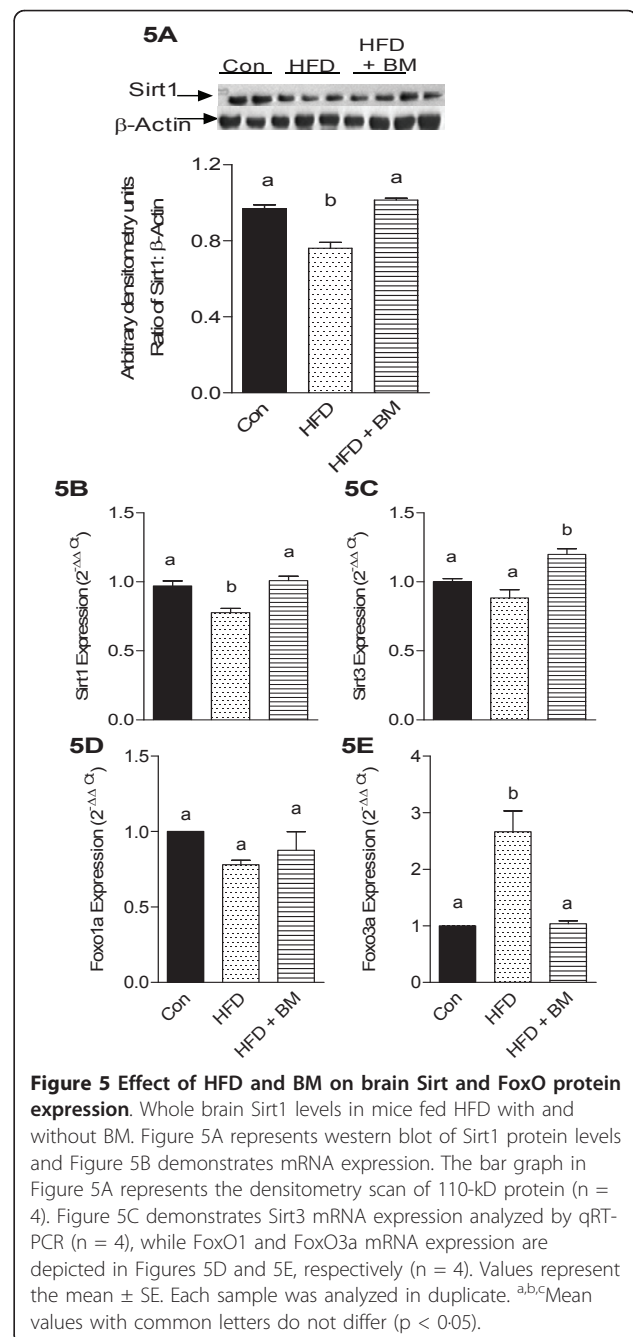 5A
HFD
Con HFD + BM
Sirt1
β-Actin
Arbitrary densitometry units
Ratio of Sirt1: β-Actin
1.2
0.8
0.4
0.0
a
b
a
Con
HFD
HFD + BM
5B
Sirt1 Expression (2^-ΔΔ Ct)
1.5
1.0
0.5
0.0
a
b
a
5C
Sirt3 Expression (2^-ΔΔ Ct)
1.5
1.0
0.5
0.0
a
a
b
5D
Foxo1a Expression (2^-ΔΔ Ct)
1.5
1.0
0.5
0.0
a
a
a
Con
HFD
HFD + BM
5E
Foxo3a Expression (2^-ΔΔ Ct)
4
3
2
1
0
a
b
a
Con
HFD
HFD + BM
Figure 5 Effect of HFD and BM on brain Sirt and FoxO protein
expression. Whole brain Sirt1 levels in mice fed HFD with and
without BM. Figure 5A represents western blot of Sirt1 protein levels
and Figure 5B demonstrates mRNA expression. The bar graph in
Figure 5A represents the densitometry scan of 110-kD protein (n =
4). Figure 5C demonstrates Sirt3 mRNA expression analyzed by qRT-
PCR (n = 4), while FoxO1 and FoxO3a mRNA expression are
depicted in Figures 5D and 5E, respectively (n = 4). Values represent
the mean ± SE. Each sample was analyzed in duplicate. a,b,cMean
values with common letters do not differ (p < 0·05).